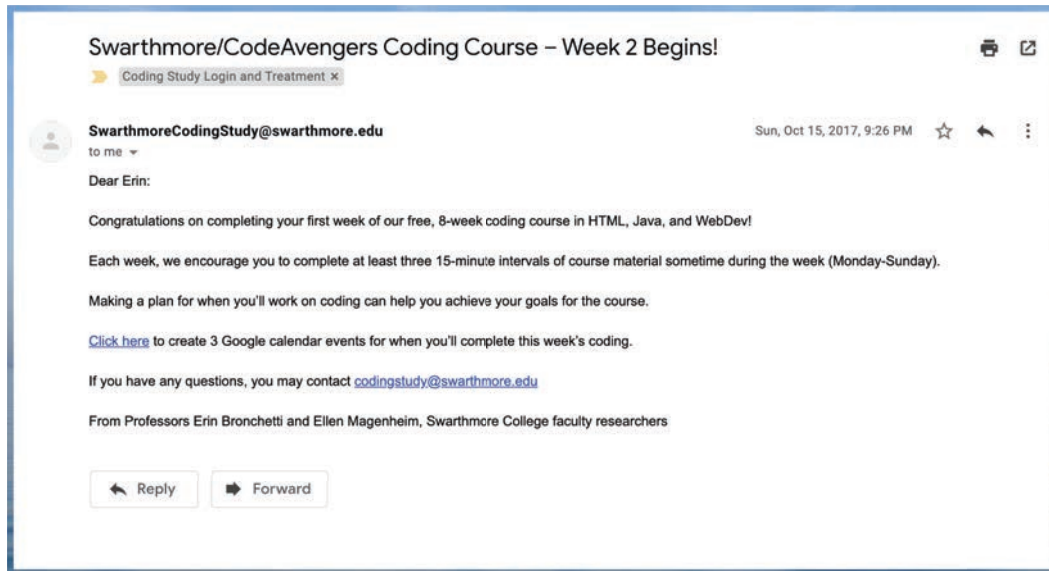 Swarthmore/CodeAvengers Coding Course – Week 2 Begins!
Coding Study Login and Treatment ×
SwarthmoreCodingStudy@swarthmore.edu
Sun, Oct 15, 2017, 9:26 PM
to me
Dear Erin:
Congratulations on completing your first week of our free, 8-week coding course in HTML, Java, and WebDev!
Each week, we encourage you to complete at least three 15-minute intervals of course material sometime during the week (Monday-Sunday).
Making a plan for when you'll work on coding can help you achieve your goals for the course.
Click here to create 3 Google calendar events for when you'll complete this week's coding.
If you have any questions, you may contact codingstudy@swarthmore.edu
From Professors Erin Bronchetti and Ellen Magenheim, Swarthmore College faculty researchers
Reply
Forward